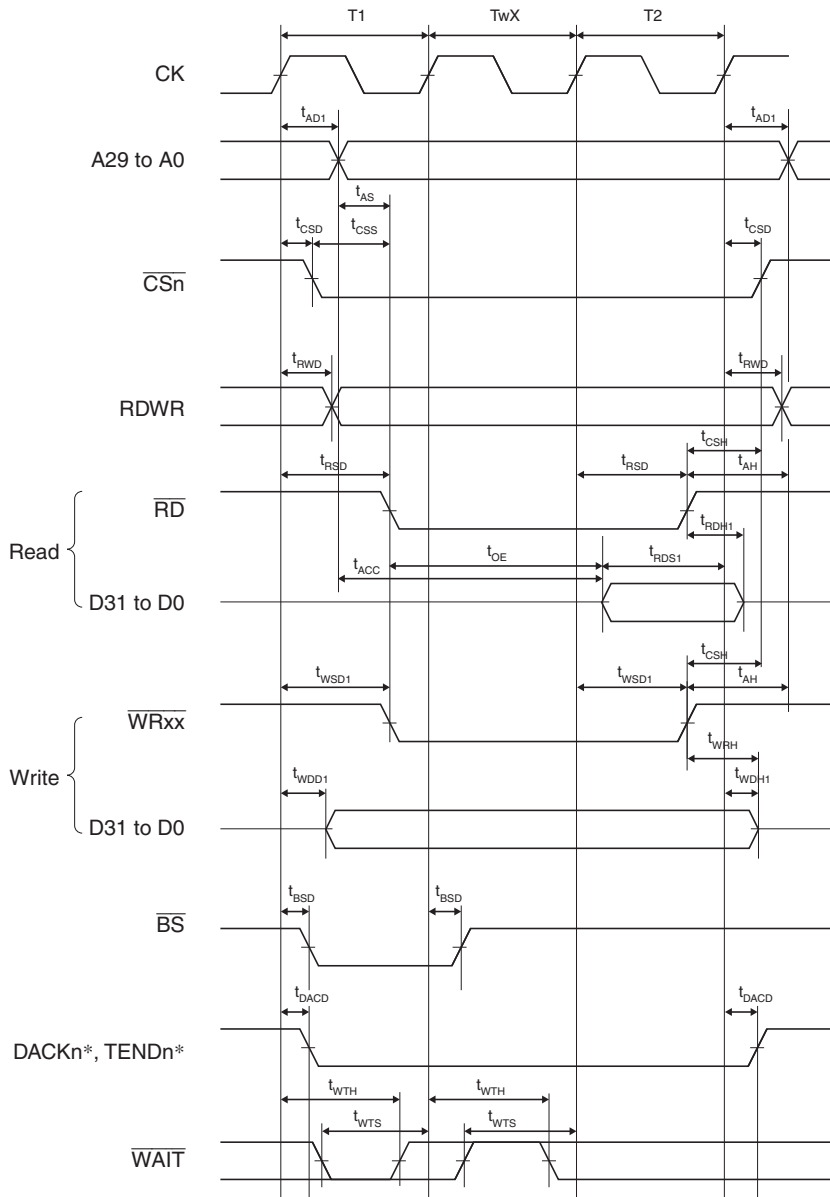 T1 TwX T2
CK
tAD1 tAD1
A29 to A0
tAS
tCSD tCSS tCSD
CSn
tRWD tRWD
RDWR
tCSH
tRSD tRSD tAH
RD
tRDH1
Read
tOE tRDS1
tACC
D31 to D0
tCSH
tWSD1 tWSD1 tAH
WRxx
tWRH
Write
tWDD1 tWDH1
D31 to D0
tBSD tBSD
BS
tDACD tDACD
DACKn*, TENDn*
tWTH tWTH
tWTS tWTS
WAIT